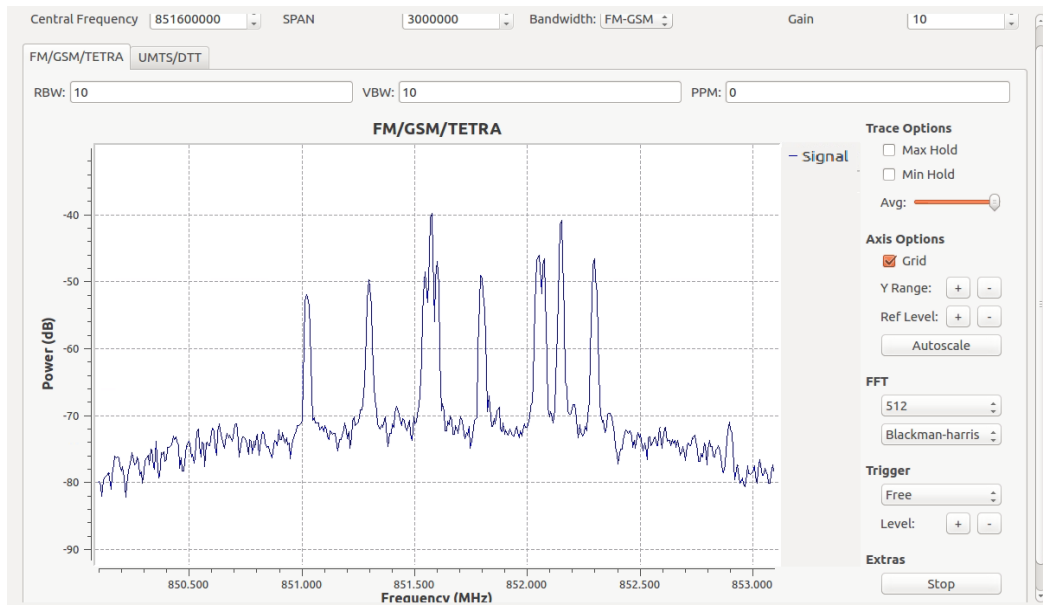 Central Frequency 851600000 SPAN 3000000 Bandwidth: FM-GSM Gain 10
FM/GSM/TETRA UMTS/DTT
RBW: 10 VBW: 10 PPM: 0
FM/GSM/TETRA
Signal
-40
-50
-60
-70
-80
-90
Power (dB)
850.500 851.000 851.500 852.000 852.500 853.000
Frequency (MHz)
Trace Options
Max Hold
Min Hold
Avg:
Axis Options
Grid
Y Range: + -
Ref Level: + -
Autoscale
FFT
512
Blackman-harris
Trigger
Free
Level: + -
Extras
Stop